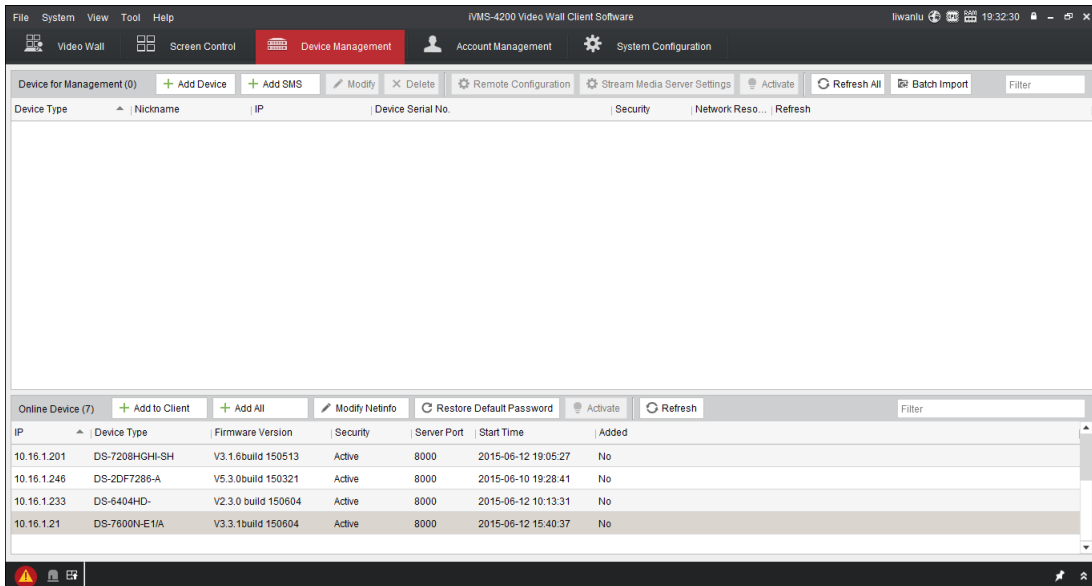 File System View Tool Help iVMS-4200 Video Wall Client Software liwanlu CPU RAM 19:32:30
Video Wall Screen Control Device Management Account Management System Configuration
Device for Management (0) Add Device Add SMS Modify Delete Remote Configuration Stream Media Server Settings Activate Refresh All Batch Import Filter
Device Type Nickname IP Device Serial No. Security Network Reso... Refresh
Online Device (7) Add to Client Add All Modify Netinfo Restore Default Password Activate Refresh Filter
IP Device Type Firmware Version Security Server Port Start Time Added
10.16.1.201 DS-7208HGHI-SH V3.1.6build 150513 Active 8000 2015-06-12 19:05:27 No
10.16.1.246 DS-2DF7286-A V5.3.0build 150321 Active 8000 2015-06-10 19:28:41 No
10.16.1.233 DS-6404HD- V2.3.0 build 150604 Active 8000 2015-06-12 10:13:31 No
10.16.1.21 DS-7600N-E1/A V3.3.1build 150604 Active 8000 2015-06-12 15:40:37 No